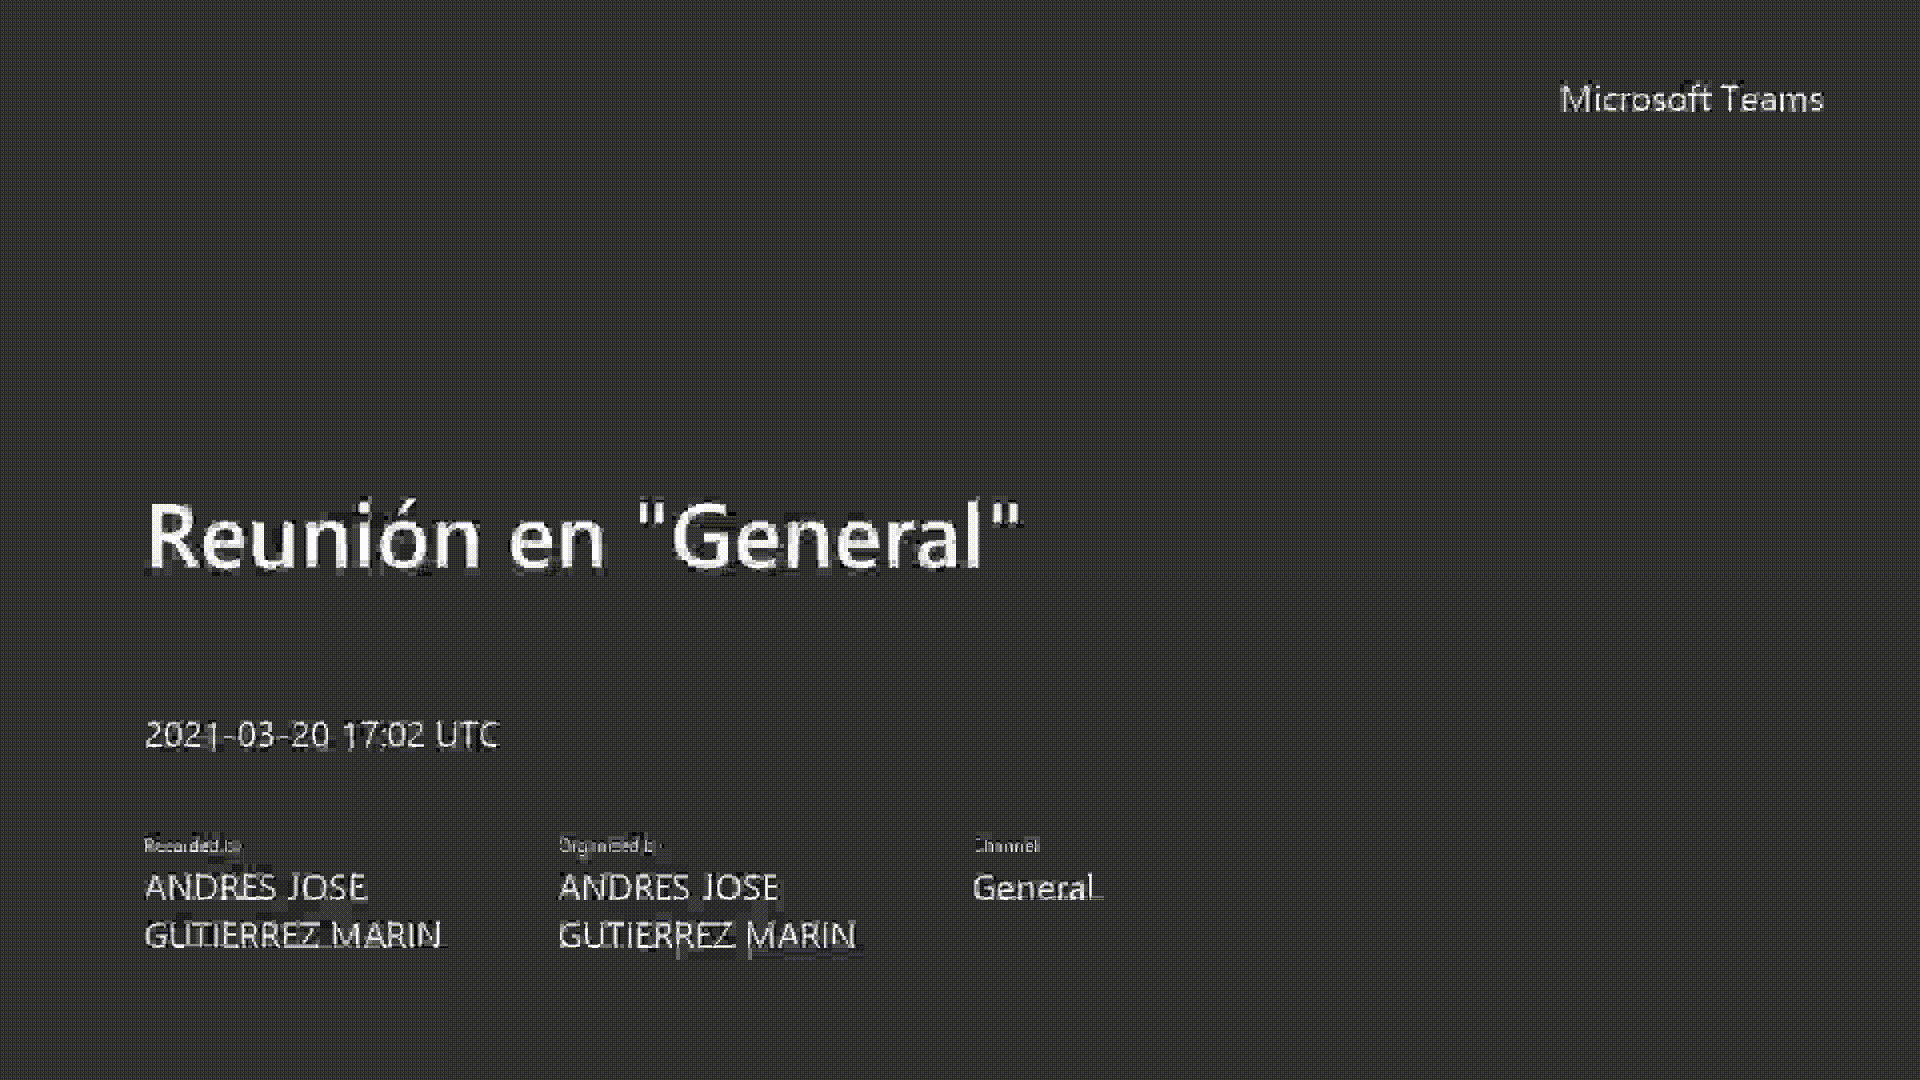 Microsoft Teams
Reunión en "General"
2021-03-20 17:02 UTC
Recorded by
Organized by
Channel
ANDRES JOSE
GUTIERREZ MARIN
ANDRES JOSE
GUTIERREZ MARIN
General